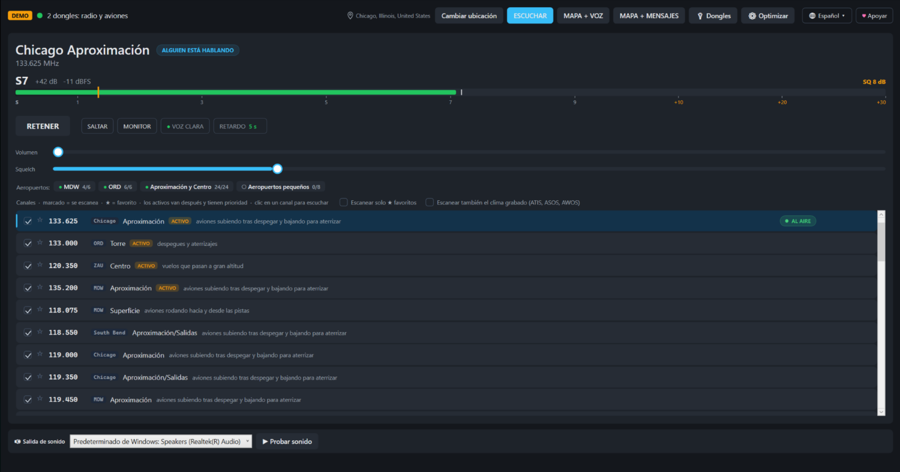 DEMO 2 dongles: radio y aviones Chicago, Illinois, United States Cambiar ubicación ESCUCHAR MAPA + VOZ MAPA + MENSAJES Dongles Optimizar Español Apoyar
Chicago Aproximación ALGUIEN ESTÁ HABLANDO
133.625 MHz
S7 +42 dB -11 dBFS SQ 8 dB
0 1 3 5 7 9 +10 +20 +30
RETENER SALTAR MONITOR VOZ CLARA RETARDO 5 s
Volumen
Squelch
Aeropuertos: MDW 4/6 ORD 6/6 Aproximación y Centro 24/24 Aeropuertos pequeños 0/8
Canales · marcado = se escanea · ★ = favorito · los activos van después y tienen prioridad · clic en un canal para escuchar Escanear solo ★ favoritos Escanear también el clima grabado (ATIS, ASOS, AWOS)
133.625 Chicago Aproximación ACTIVO aviones subiendo tras despegar y bajando para aterrizar AL AIRE
133.000 ORD Torre ACTIVO despegues y aterrizajes
120.350 ZAU Centro ACTIVO vuelos que pasan a gran altitud
135.200 MDW Aproximación ACTIVO aviones subiendo tras despegar y bajando para aterrizar
118.075 MDW Superficie aviones rodando hacia y desde las pistas
118.550 South Bend Aproximación/Salidas aviones subiendo tras despegar y bajando para aterrizar
119.000 Chicago Aproximación aviones subiendo tras despegar y bajando para aterrizar
119.350 Chicago Aproximación/Salidas aviones subiendo tras despegar y bajando para aterrizar
119.450 MDW Aproximación aviones subiendo tras despegar y bajando para aterrizar
Salida de sonido Predeterminado de Windows: Speakers (Realtek(R) Audio) Probar sonido